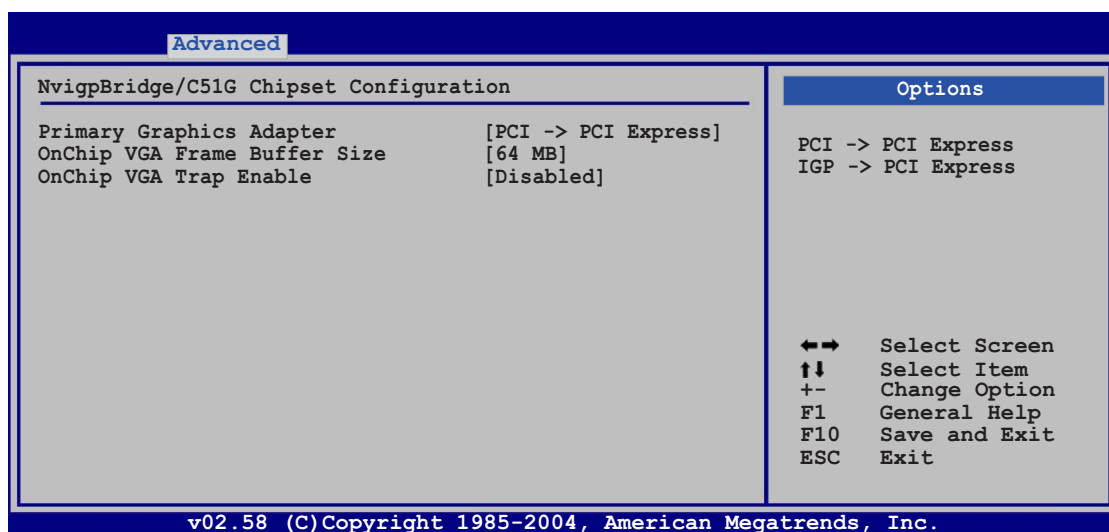 Advanced
NvigpBridge/C51G Chipset Configuration
Primary Graphics Adapter [PCI -> PCI Express]
OnChip VGA Frame Buffer Size [64 MB]
OnChip VGA Trap Enable [Disabled]
Options
PCI -> PCI Express
IGP -> PCI Express
←→ Select Screen
↑↓ Select Item
+- Change Option
F1 General Help
F10 Save and Exit
ESC Exit
v02.58 (C)Copyright 1985-2004, American Megatrends, Inc.